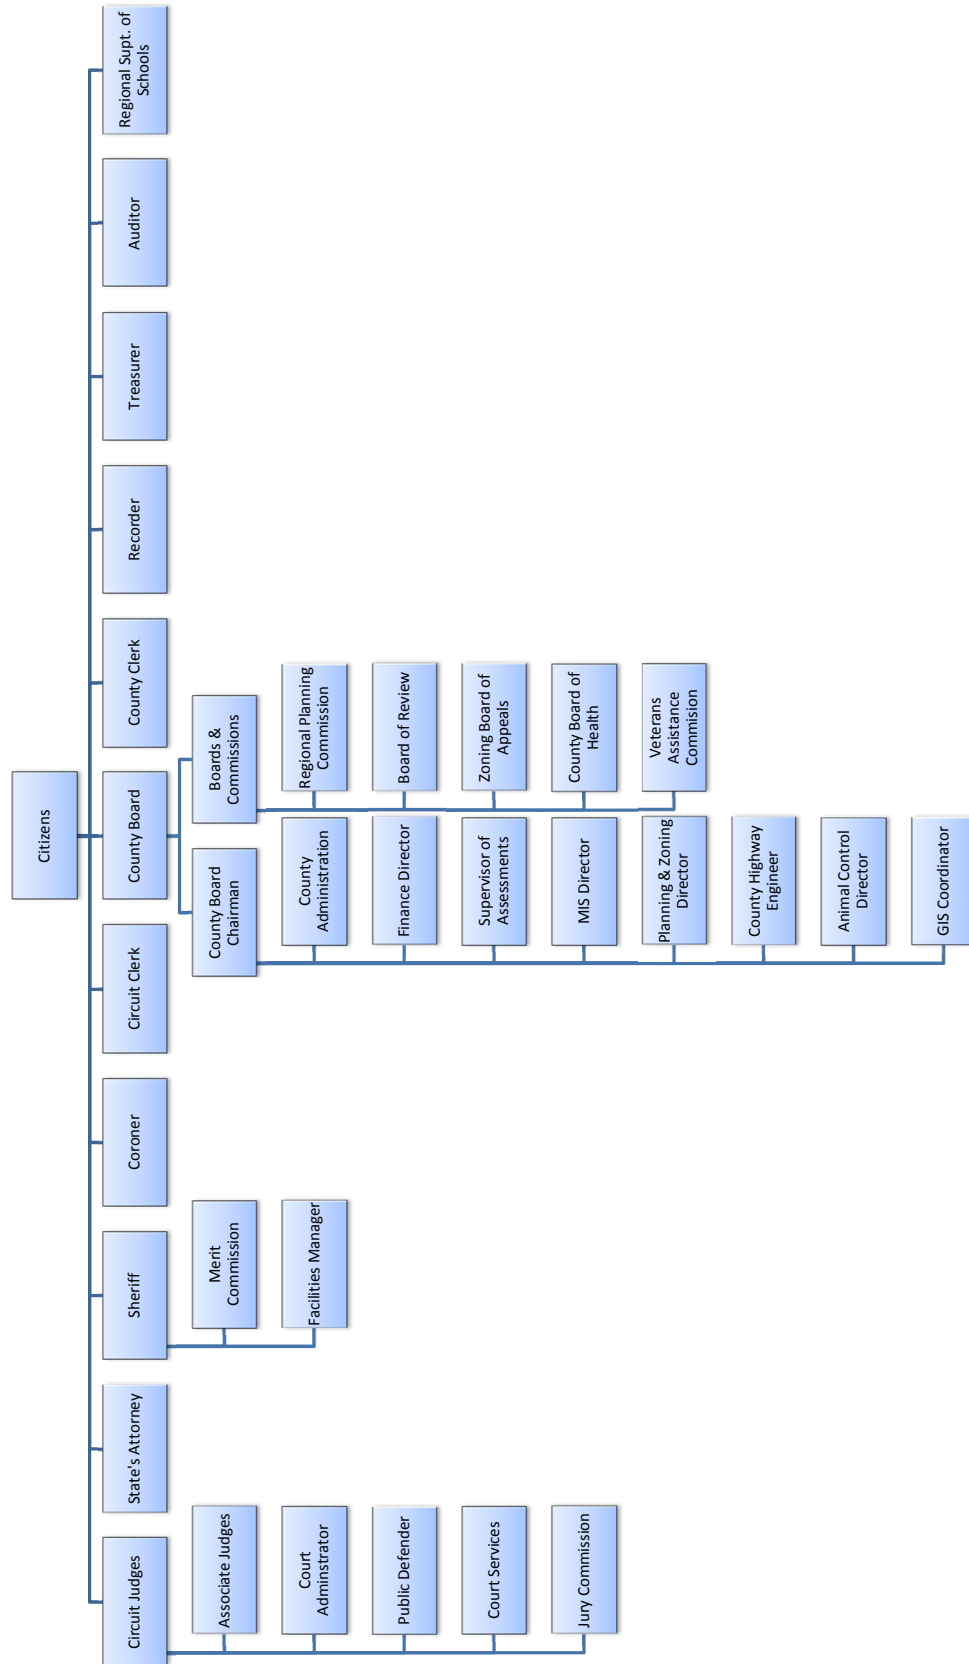 Citizens
Circuit Judges
State's Attorney
Sheriff
Coroner
Circuit Clerk
County Board
County Clerk
Recorder
Treasurer
Auditor
Regional Supt. of
Schools
Associate Judges
Court
Adminstrator
Public Defender
Court Services
Jury Commission
Merit
Commission
Facilities Manager
County Board
Chairman
County
Administration
Finance Director
Supervisor of
Assessments
MIS Director
Planning & Zoning
Director
County Highway
Engineer
Animal Control
Director
GIS Coordinator
Boards &
Commissions
Regional Planning
Commission
Board of Review
Zoning Board of
Appeals
County Board of
Health
Veterans
Assistance
Commision